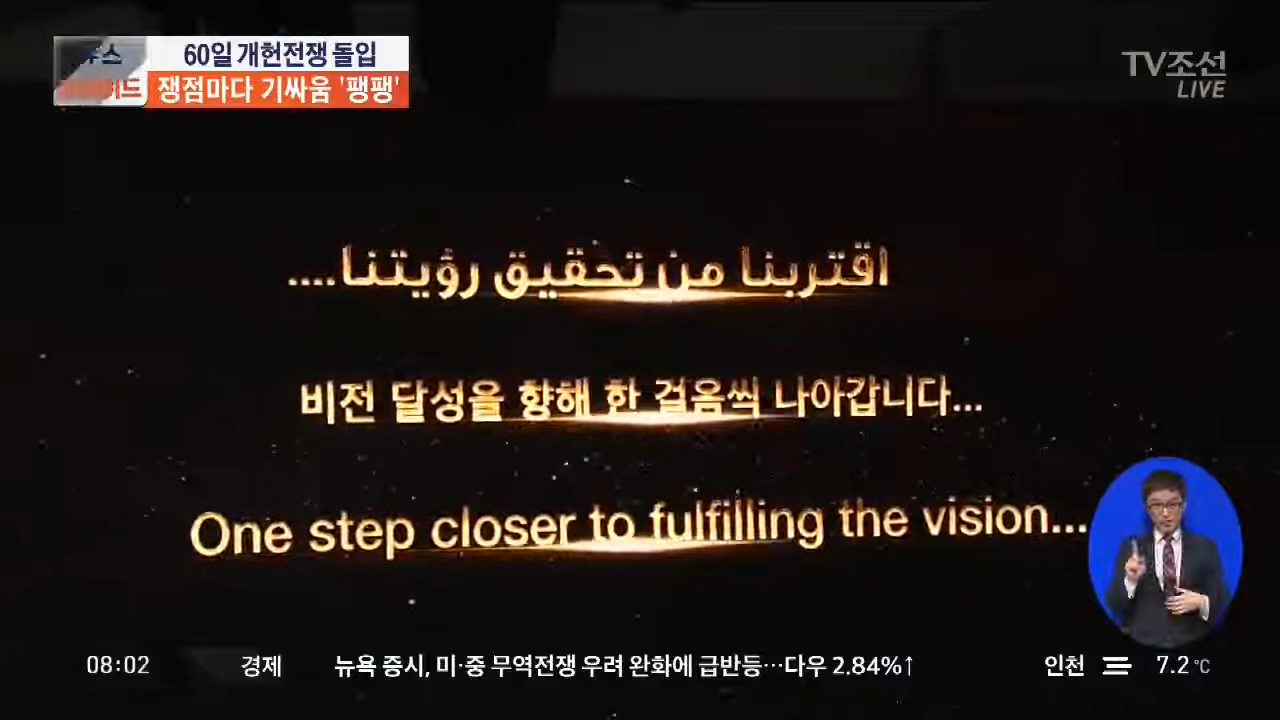 60일 개헌전쟁 돌입
쟁점마다 기싸움 '팽팽'
TV조선
LIVE
اقتربنا من تحقيق رؤيتنا....
비전 달성을 향해 한 걸음씩 나아갑니다...
One step closer to fulfilling the vision...
08:02 경제 뉴욕 증시, 미·중 무역전쟁 우려 완화에 급반등…다우 2.84%↑ 인천 7.2℃